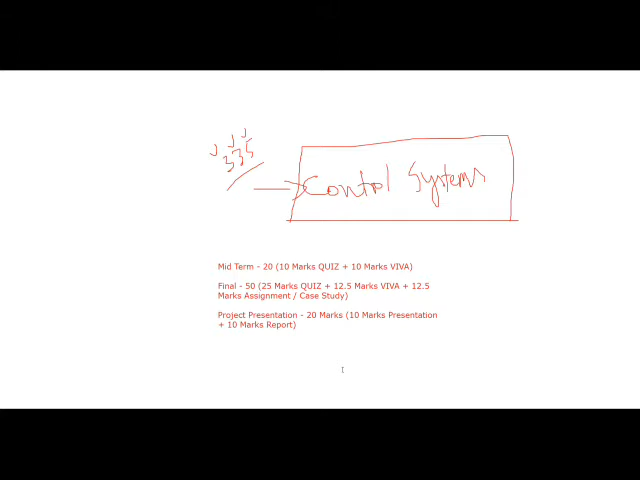 335
Control Systems
Mid Term - 20 (10 Marks QUIZ + 10 Marks VIVA)
Final - 50 (25 Marks QUIZ + 12.5 Marks VIVA + 12.5
Marks Assignment / Case Study)
Project Presentation - 20 Marks (10 Marks Presentation
+ 10 Marks Report)